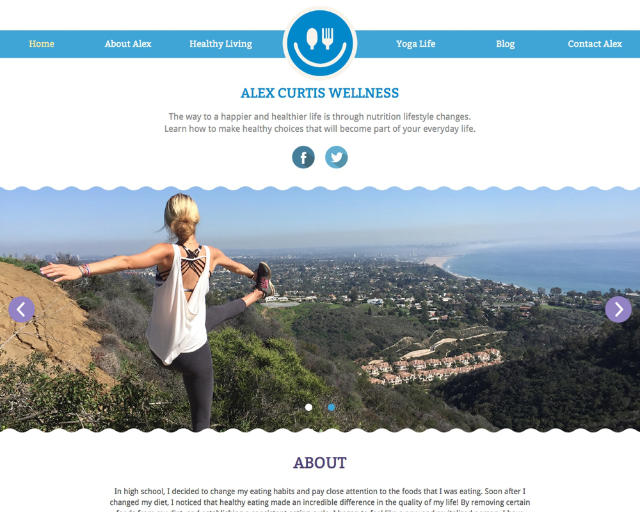 Home About Alex Healthy Living Yoga Life Blog Contact Alex
ALEX CURTIS WELLNESS
The way to a happier and healthier life is through nutrition lifestyle changes.
Learn how to make healthy choices that will become part of your everyday life.
f
ABOUT
In high school, I decided to change my eating habits and pay close attention to the foods that I was eating. Soon after I
changed my diet, I noticed that healthy eating made an incredible difference in the quality of my life! By removing certain